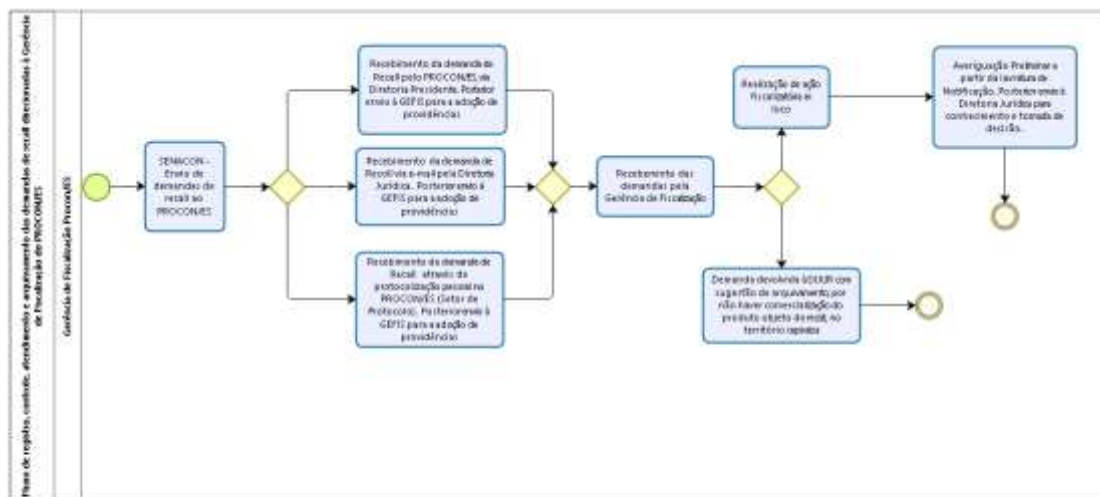 Fluxo de registro, controle, atendimento e arquivamento das demandas de recall direcionadas à Gerência
de Fiscalização do PROCON/ES
Gerência de Fiscalização Procon/ES
SENACON -
Envio de
demandas de
recall ao
PROCON/ES
Recebimento da demanda de
Recall pelo PROCON/ES, via
Diretoria Presidente. Posterior
envio à GEFIS para a adoção de
providências
Recebimento da demanda de
Recall via e-mail pela Diretoria
Jurídica. Posterior envio à
GEFIS para a adoção de
providências
Recebimento da demanda de
Recall através de
protocolização pessoal no
PROCON/ES (Setor de
Protocolo). Posterior envio à
GEFIS para a adoção de
providências
Recebimento das
demandas pela
Gerência de Fiscalização
Realização de ação
fiscalizatória in
loco
Averiguação Preliminar a
partir da lavratura de
Notificação. Posterior envio à
Diretoria Jurídica para
conhecimento e tomada de
decisão.
Demanda devolvida à DIJUR com
sugestão de arquivamento, por
não haver comercialização do
produto objeto do recall, no
território capixaba